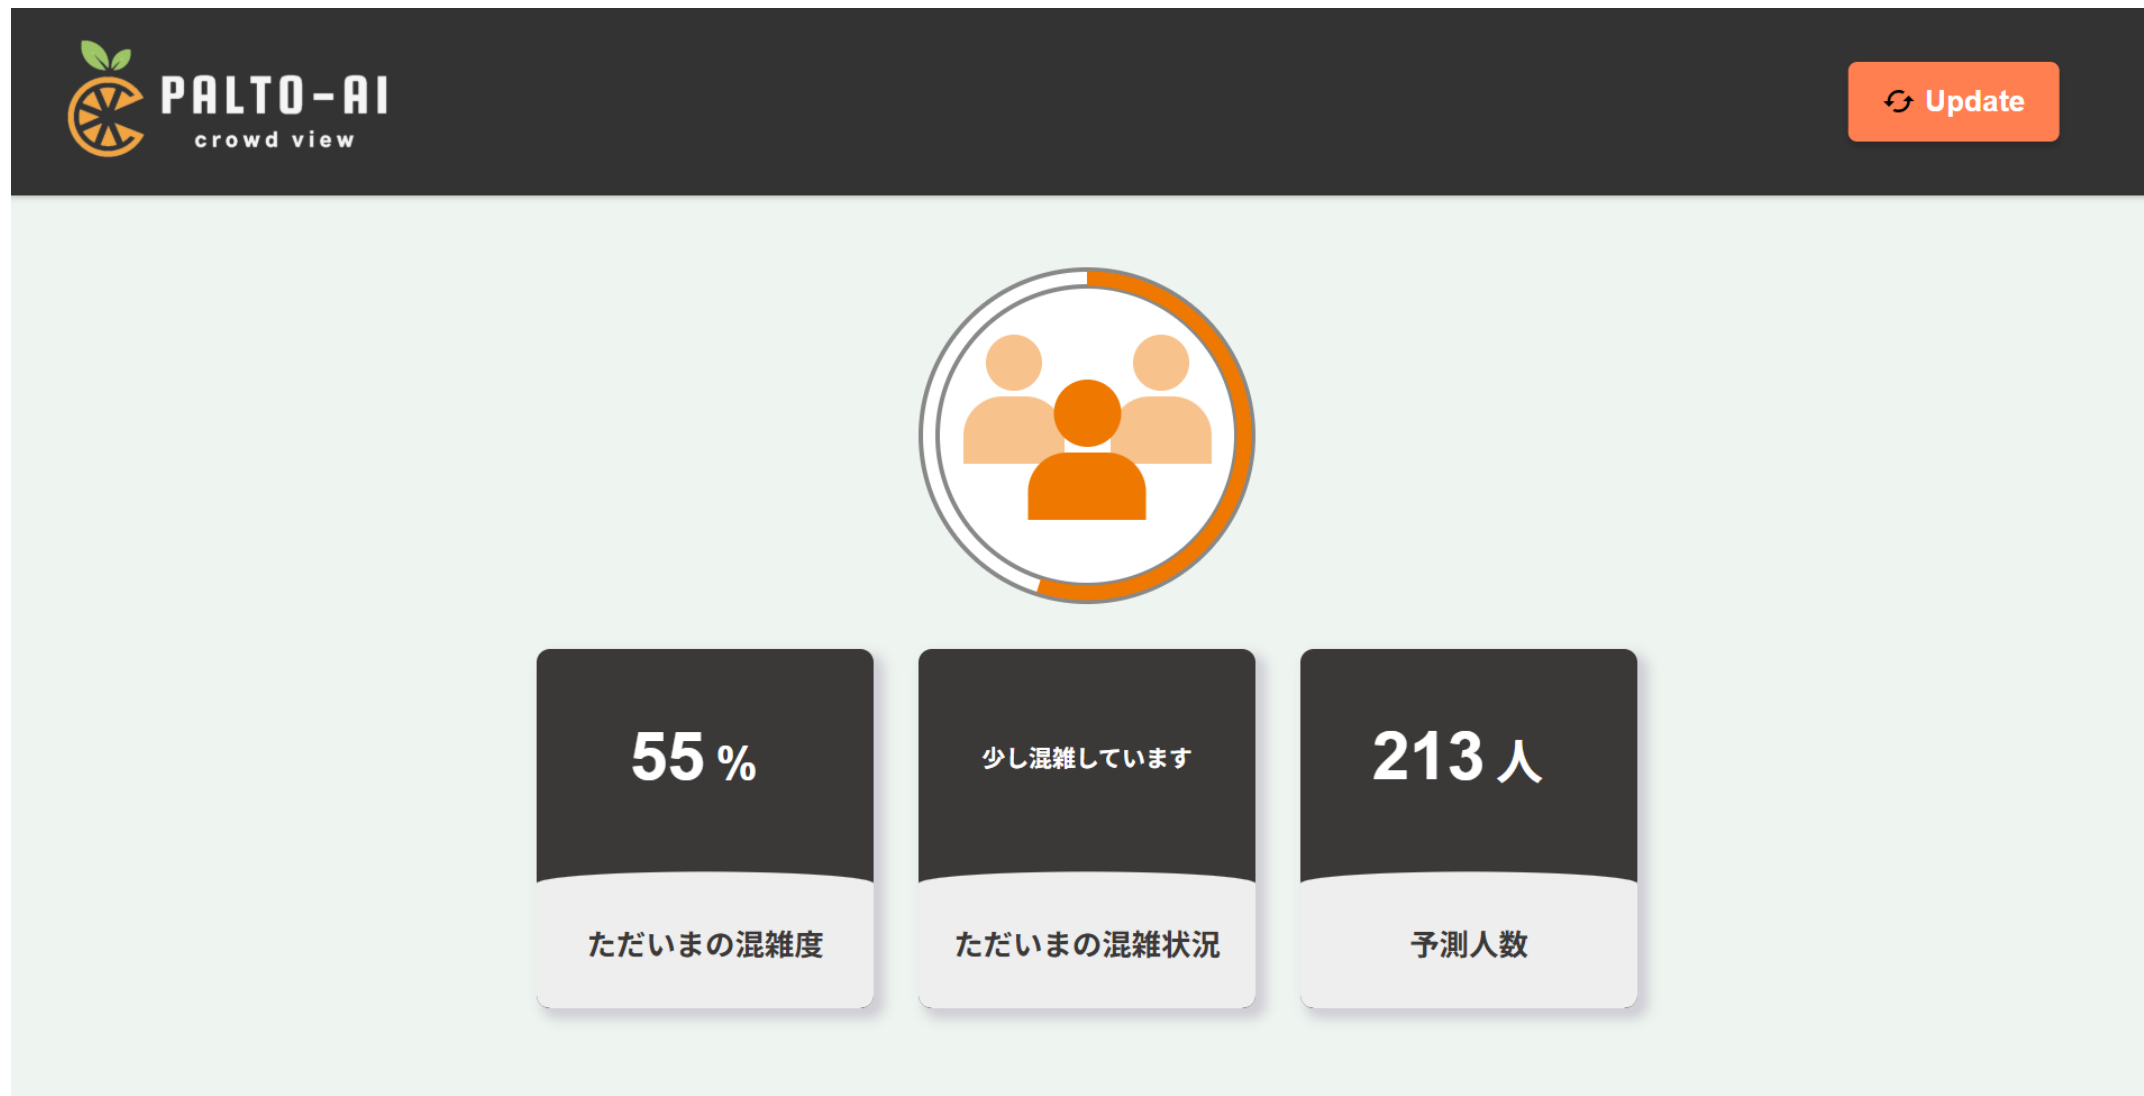 PALTO-AI
crowd view
Update
55 %
少し混雑しています
213 人
ただいまの混雑度
ただいまの混雑状況
予測人数